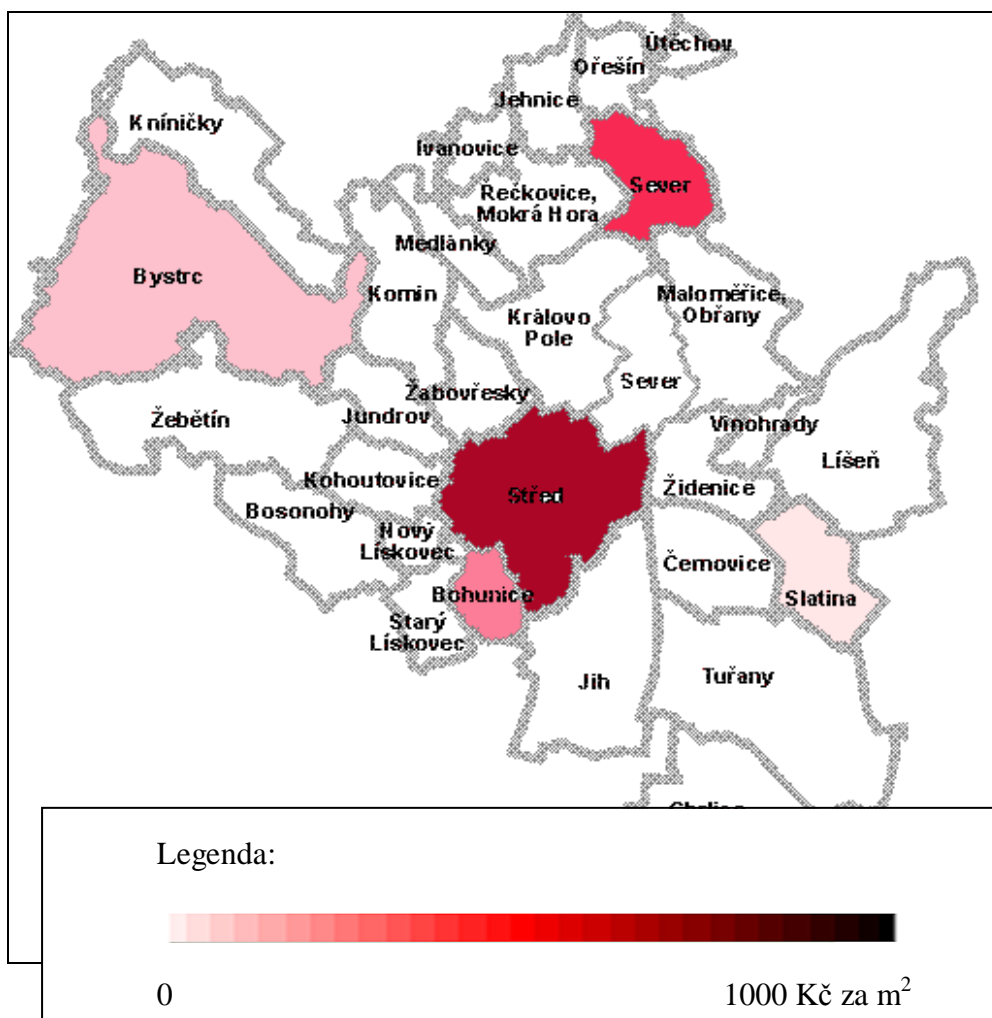 Útěchov
Ořešín
Jehnice
Kníničky
Ivanovice
Sever
Řečkovice,
Mokrá Hora
Medlánky
Bystrc
Komín
Maloměřice,
Obřany
Královo
Pole
Sever
Žabovřesky
Žebětín
Jundrov
Vinohrady
Líšeň
Kohoutovice
Židenice
Střed
Bosonohy
Nový
Lískovec
Černovice
Bohunice
Slatina
Starý
Lískovec
Jih
Tuřany
Legenda:
0
1000 Kč za m²